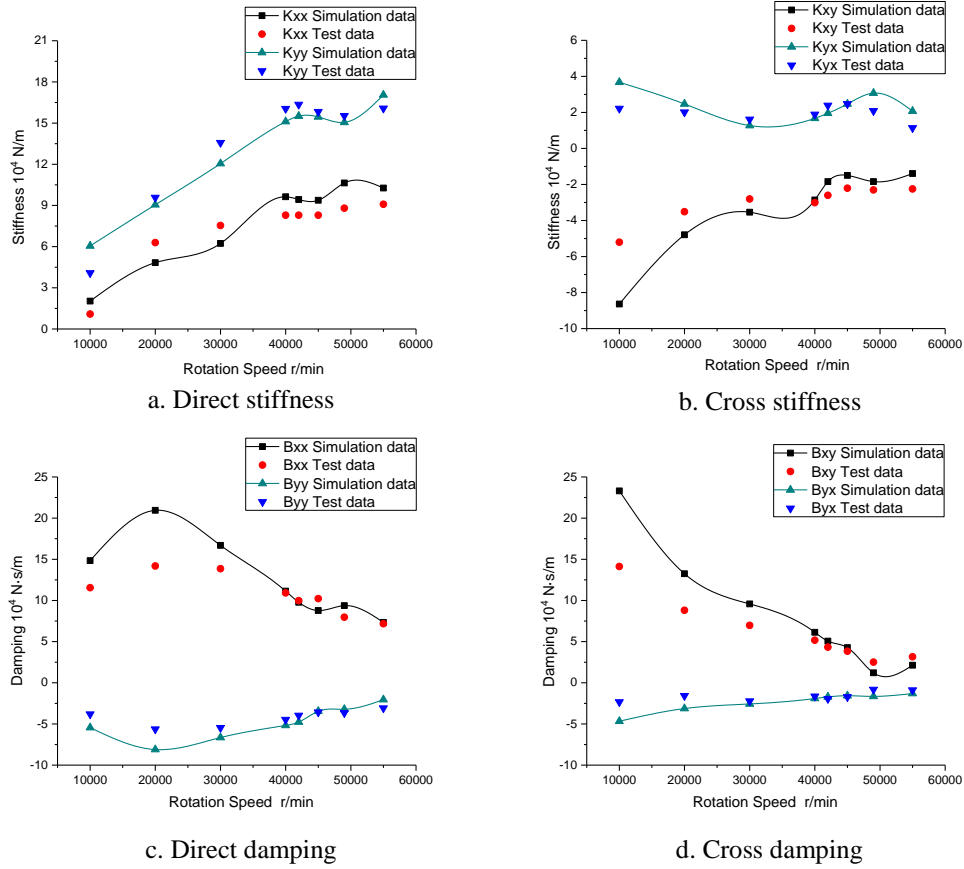 Kxx Simulation data
Kxx Test data
Kyy Simulation data
Kyy Test data
21
18
15
12
9
6
3
0
Stiffness 10⁴ N/m
10000 20000 30000 40000 50000 60000
Rotation Speed r/min
a. Direct stiffness
Kxy Simulation data
Kxy Test data
Kyx Simulation data
Kyx Test data
6
4
2
0
-2
-4
-6
-8
-10
Stiffness 10⁴ N/m
10000 20000 30000 40000 50000 60000
Rotation Speed r/min
b. Cross stiffness
Bxx Simulation data
Bxx Test data
Byy Simulation data
Byy Test data
25
20
15
10
5
0
-5
-10
Damping 10⁴ N·s/m
10000 20000 30000 40000 50000 60000
Rotation Speed r/min
c. Direct damping
Bxy Simulation data
Bxy Test data
Byx Simulation data
Byx Test data
25
20
15
10
5
0
-5
-10
Damping 10⁴ N·s/m
10000 20000 30000 40000 50000 60000
Rotation Speed r/min
d. Cross damping